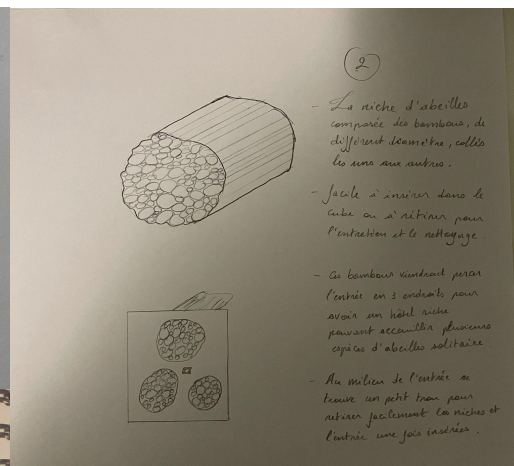 2
- La niche d'abeilles
composée des bambous, de
différent diamètre, collés
les uns aux autres.
- facile à insérer dans le
cube ou à rétirer pour
l'entretien et le nettoyage.
- Ces bambous viendront percer
l'entrée en 3 endroits pour
avoir un hôtel niche
pouvant accueillir plusieurs
espèces d'abeilles solitaire
- Au milieu de l'entrée se
trouve un petit trou pour
retirer facilement les niches et
l'entrée une fois insérées.